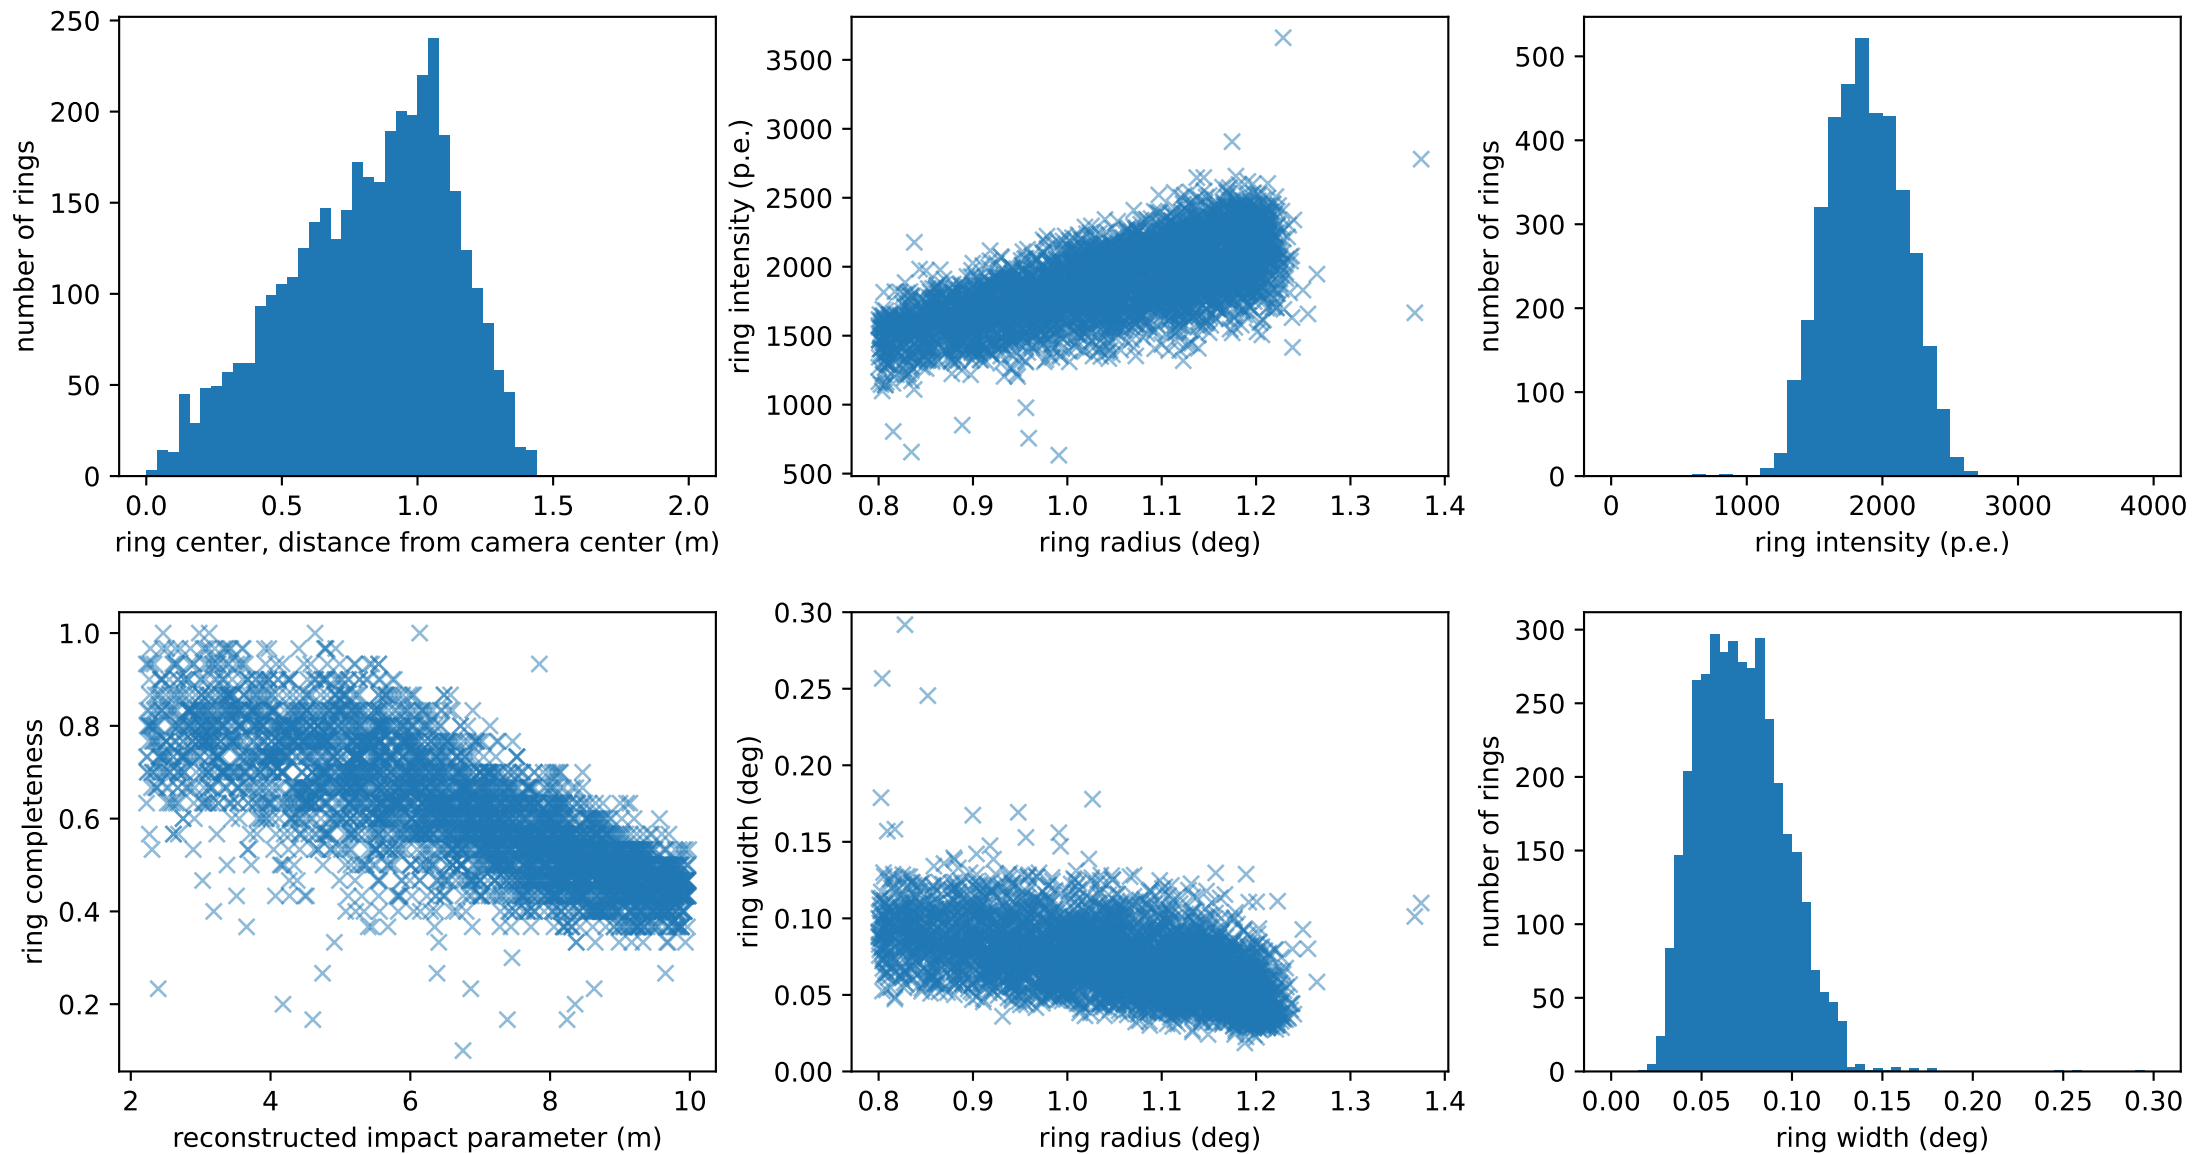 250
200
150
100
50
0
0.0 0.5 1.0 1.5 2.0
number of rings
ring center, distance from camera center (m)
3500
3000
2500
2000
1500
1000
500
0.8 0.9 1.0 1.1 1.2 1.3 1.4
ring intensity (p.e.)
ring radius (deg)
500
400
300
200
100
0
0 1000 2000 3000 4000
number of rings
ring intensity (p.e.)
1.0
0.8
0.6
0.4
0.2
2 4 6 8 10
ring completeness
reconstructed impact parameter (m)
0.30
0.25
0.20
0.15
0.10
0.05
0.00
0.8 0.9 1.0 1.1 1.2 1.3 1.4
ring width (deg)
ring radius (deg)
300
250
200
150
100
50
0
0.00 0.05 0.10 0.15 0.20 0.25 0.30
number of rings
ring width (deg)